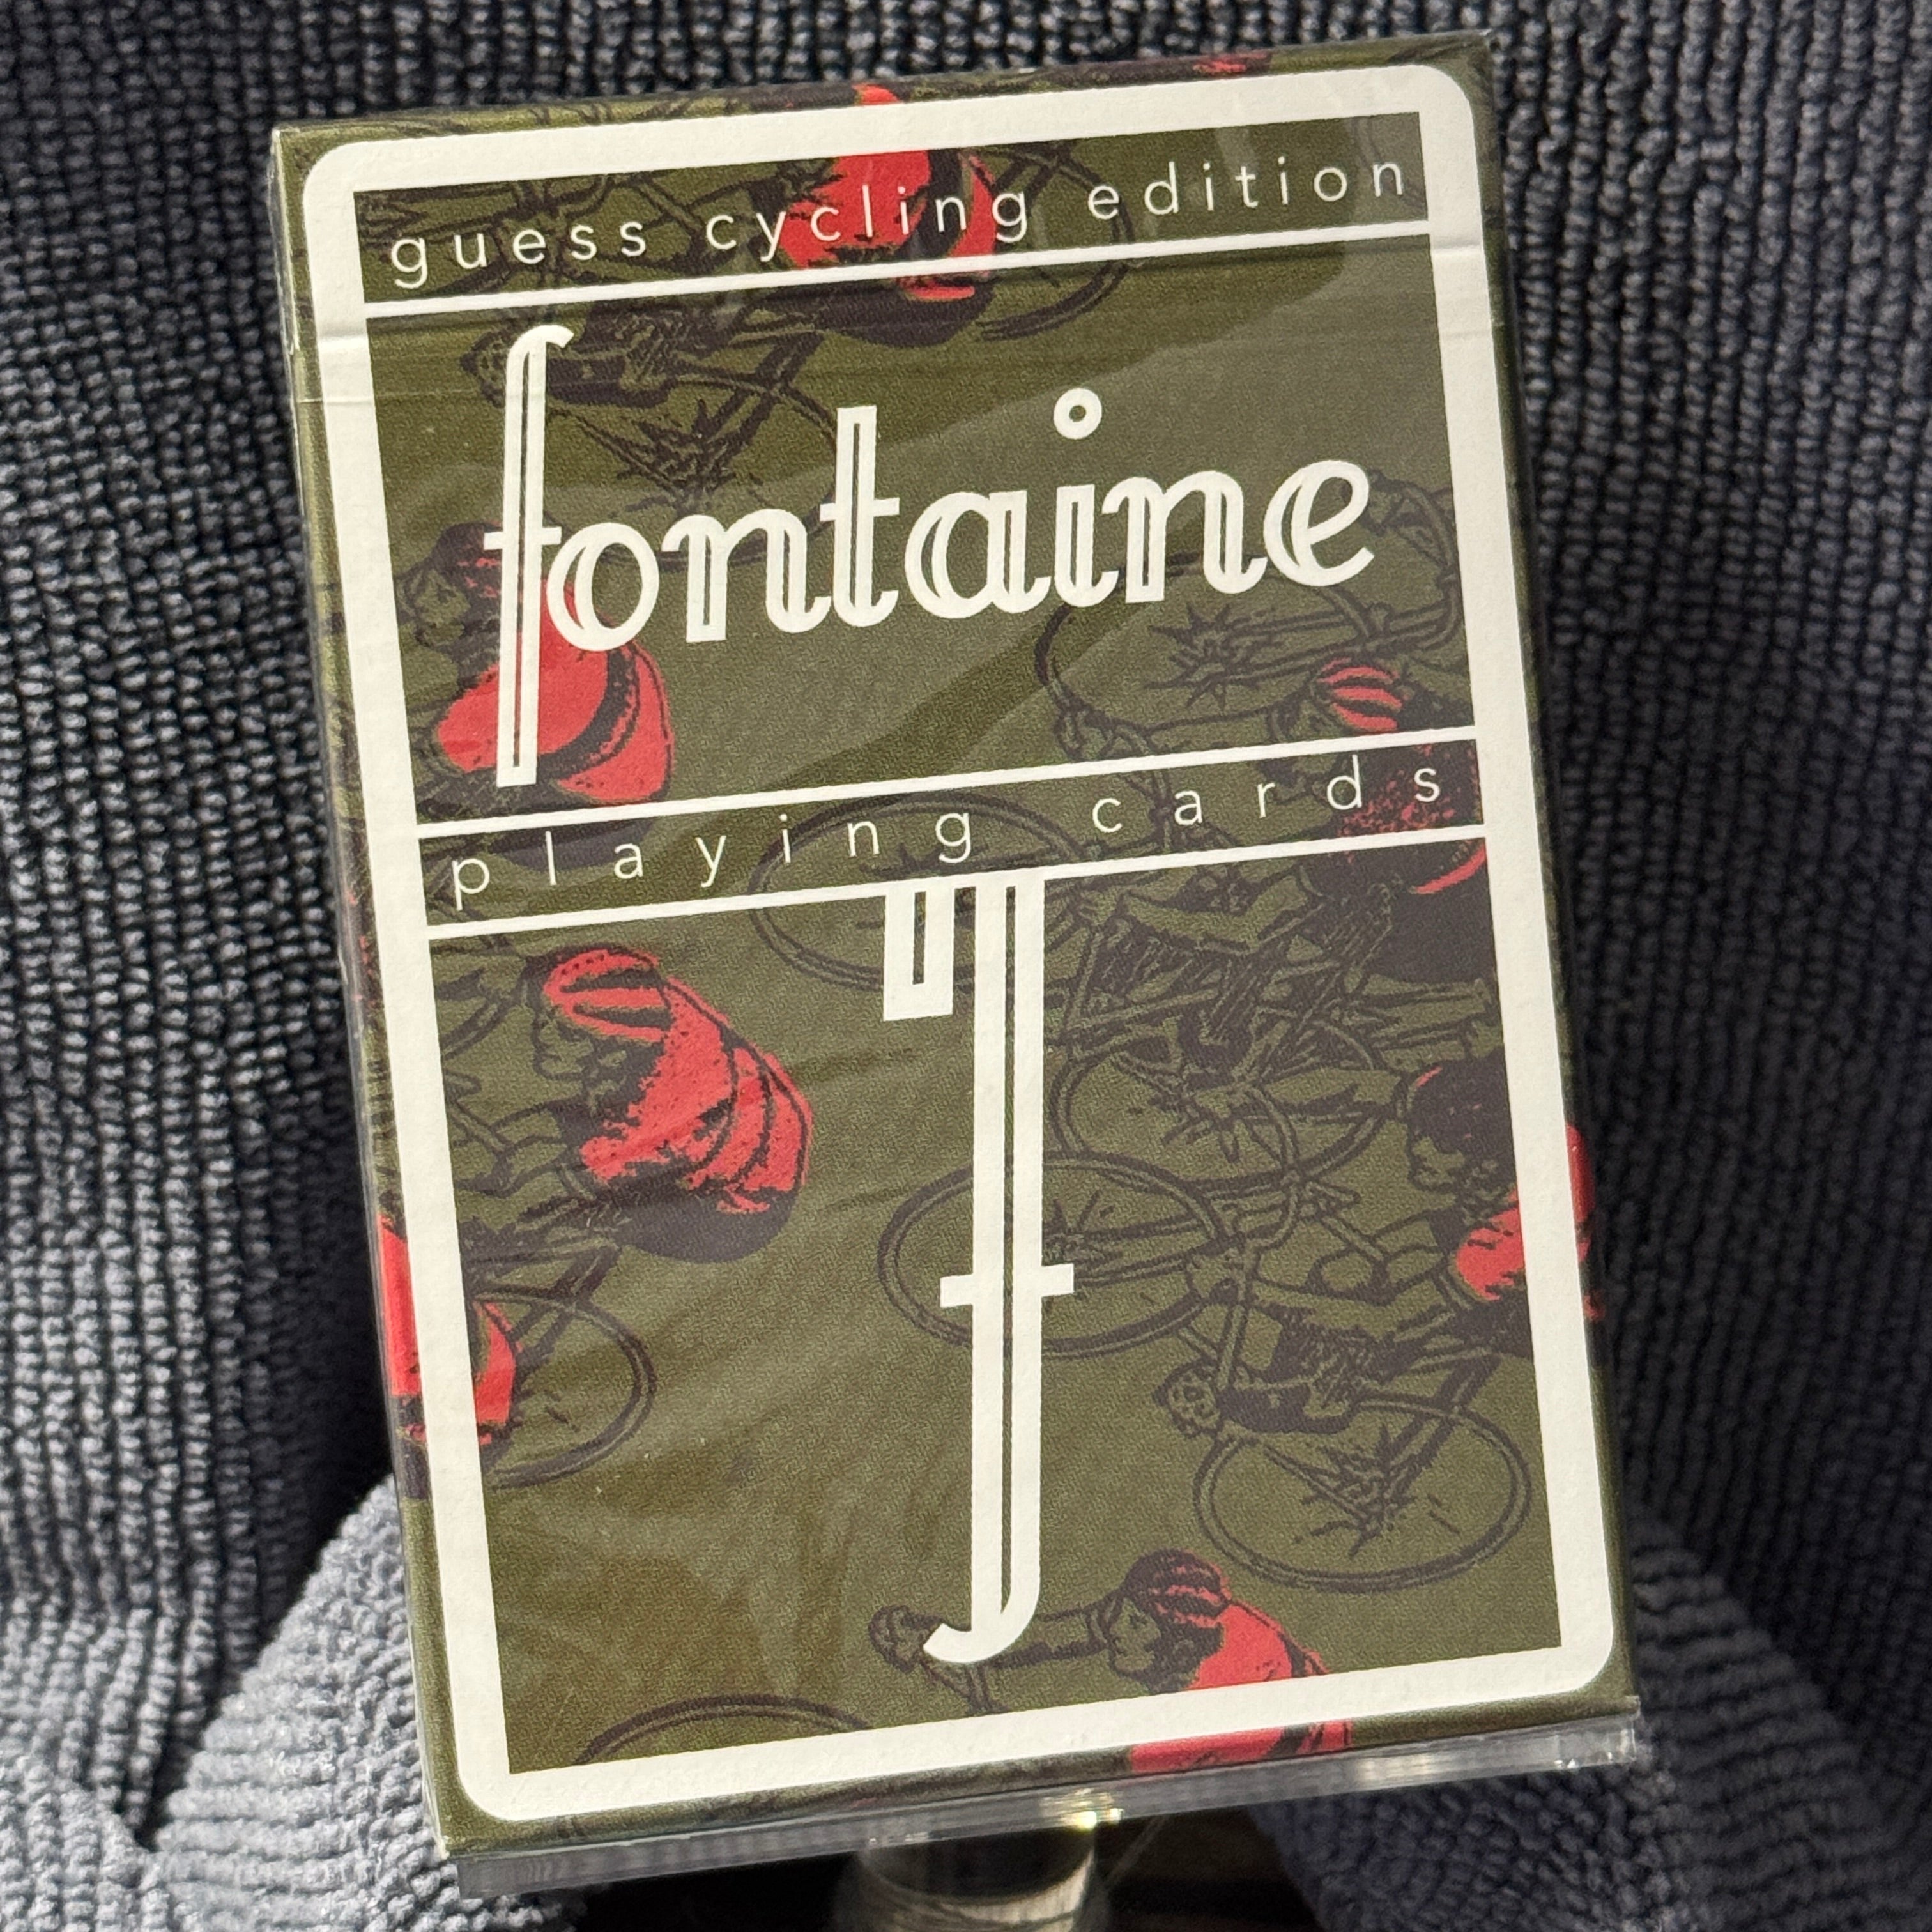 guess cycling edition
fontaine
playing cards
f